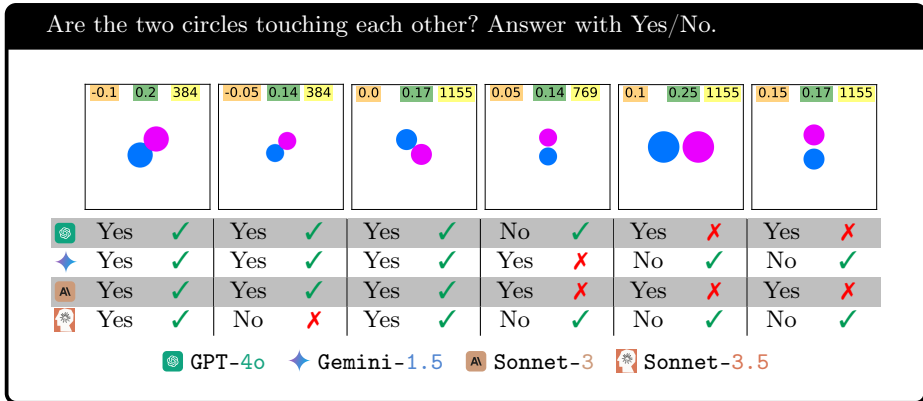 Are the two circles touching each other? Answer with Yes/No.
-0.1 0.2 384 -0.05 0.14 384 0.0 0.17 1155 0.05 0.14 769 0.1 0.25 1155 0.15 0.17 1155
Yes ✓ Yes ✓ Yes ✓ No ✓ Yes ✗ Yes ✗
Yes ✓ Yes ✓ Yes ✓ Yes ✗ No ✓ No ✓
Yes ✓ Yes ✓ Yes ✓ Yes ✗ Yes ✗ Yes ✗
Yes ✓ No ✗ Yes ✓ No ✓ No ✓ No ✓
GPT-4o Gemini-1.5 Sonnet-3 Sonnet-3.5